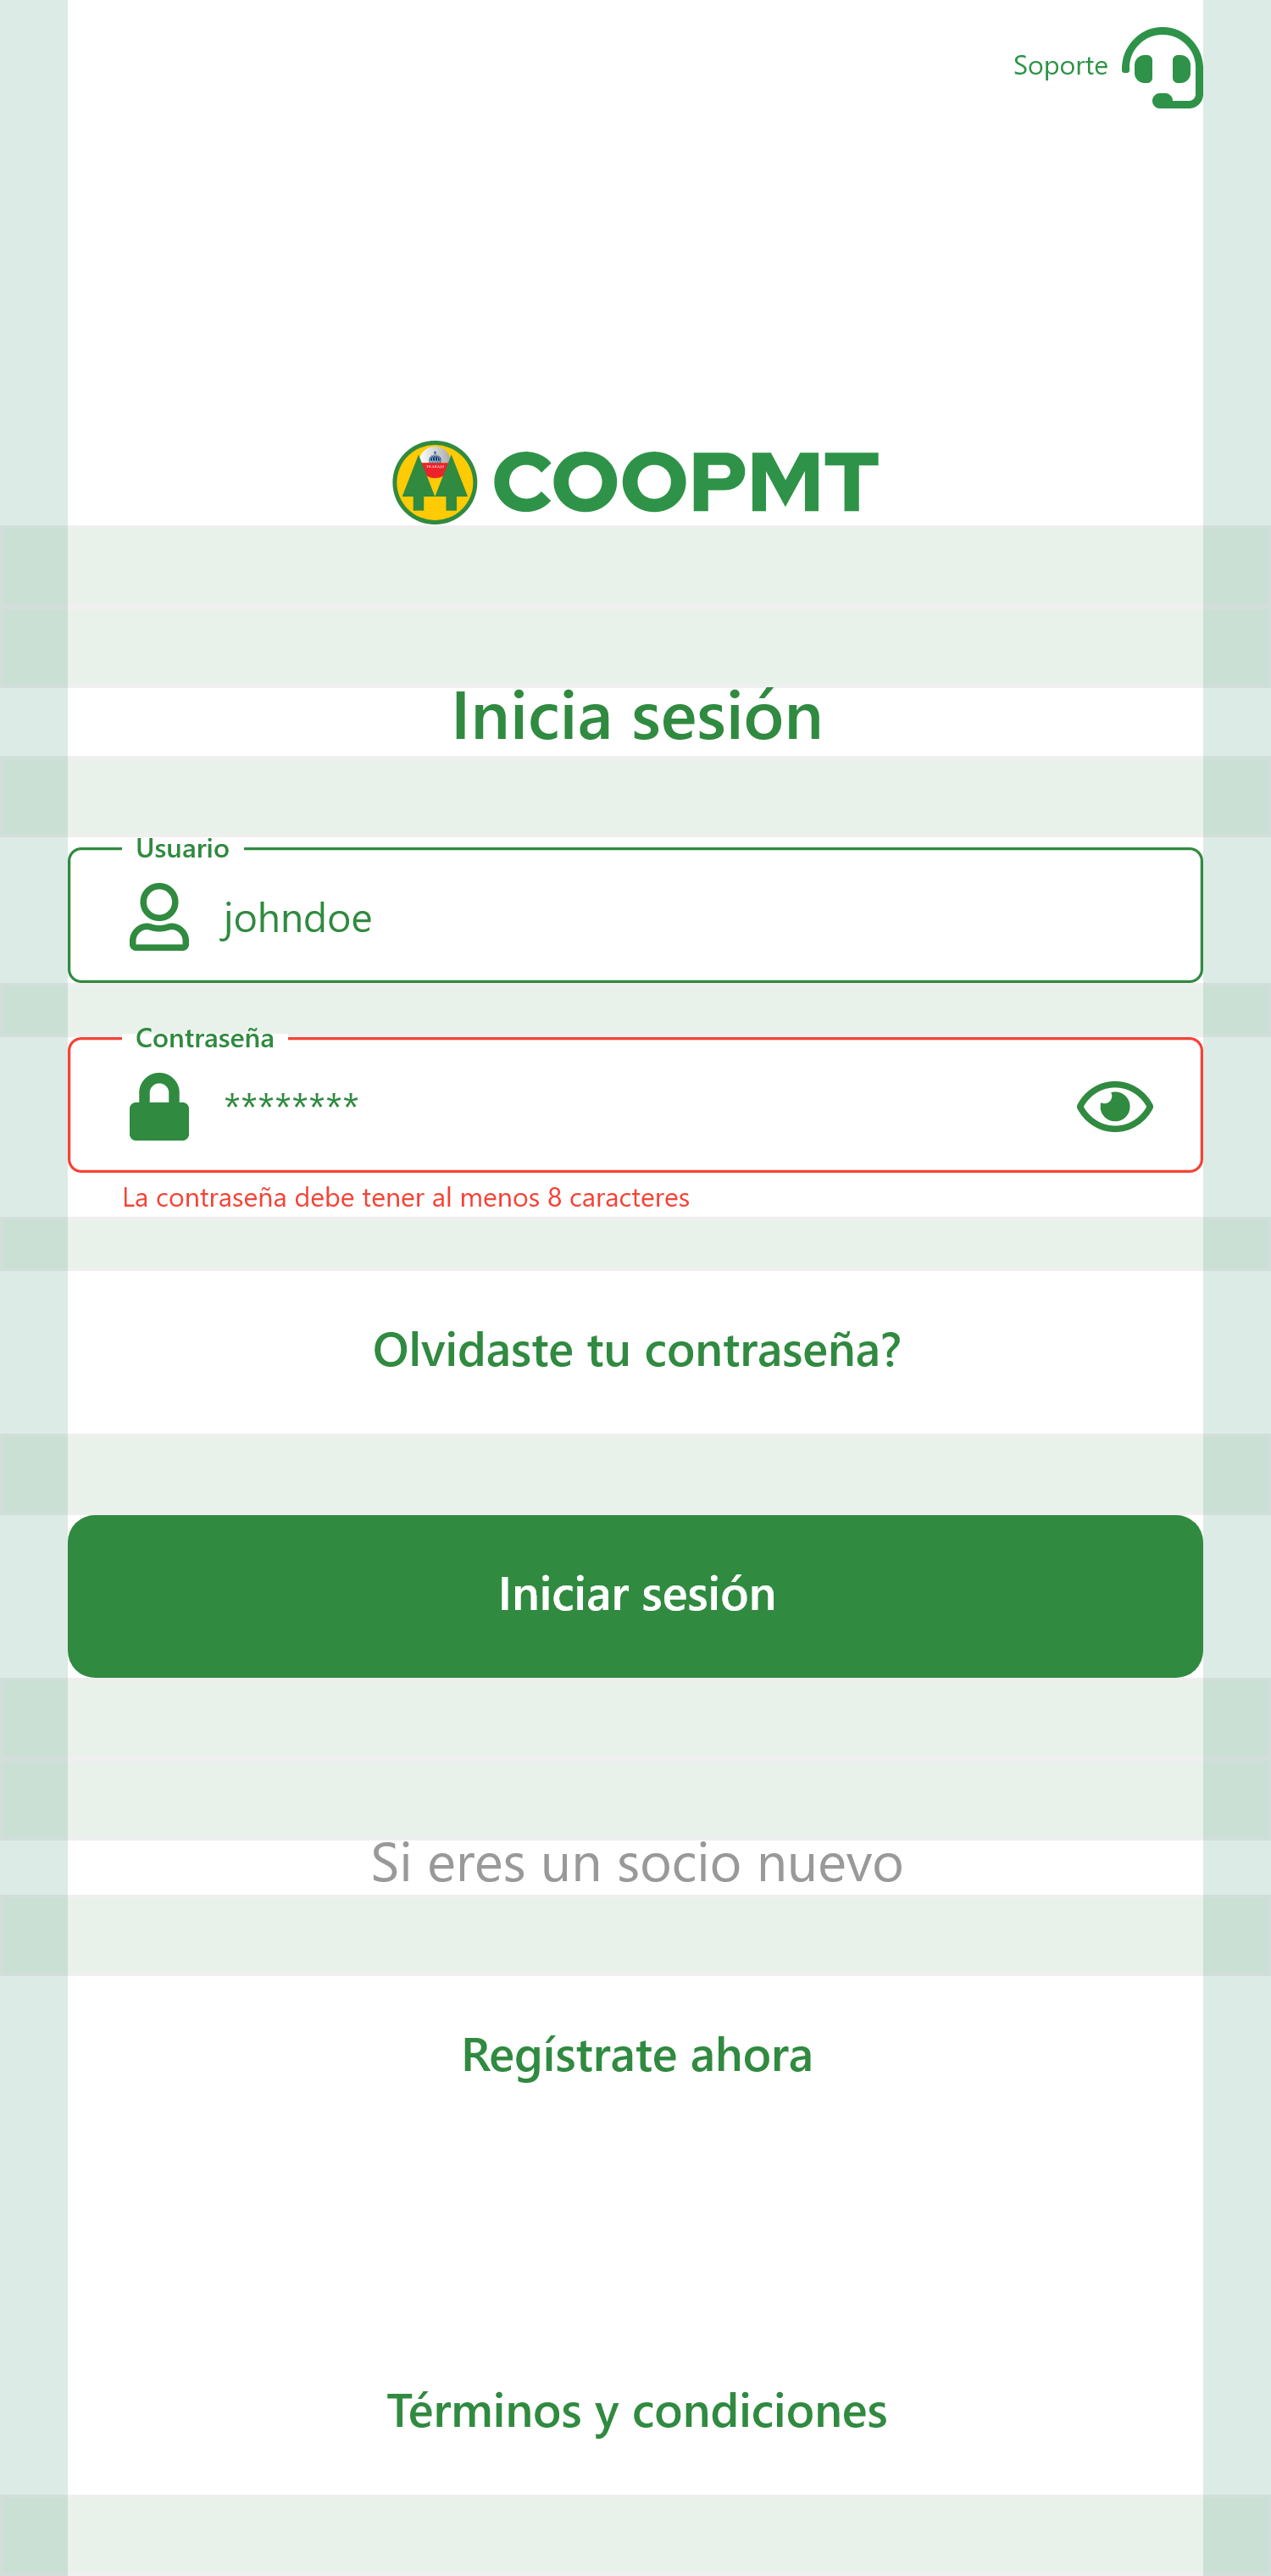 Soporte
COOPMT
Inicia sesión
Usuario
johndoe
Contraseña
********
La contraseña debe tener al menos 8 caracteres
Olvidaste tu contraseña?
Iniciar sesión
Si eres un socio nuevo
Regístrate ahora
Términos y condiciones